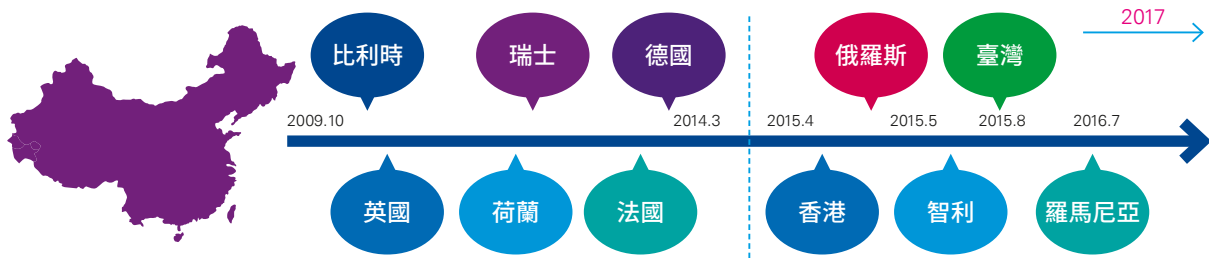 2017
比利時
瑞士
德國
俄羅斯
臺灣
2009.10
2014.3
2015.4
2015.5
2015.8
2016.7
英國
荷蘭
法國
香港
智利
羅馬尼亞